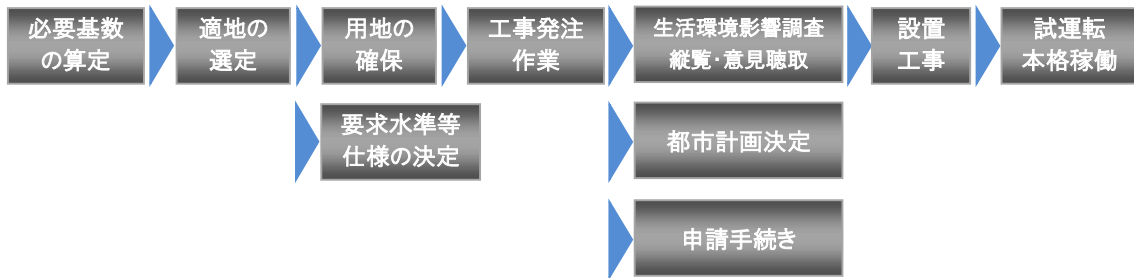 必要基数
の算定
適地の
選定
用地の
確保
工事発注
作業
生活環境影響調査
縦覧・意見聴取
設置
工事
試運転
本格稼働
要求水準等
仕様の決定
都市計画決定
申請手続き